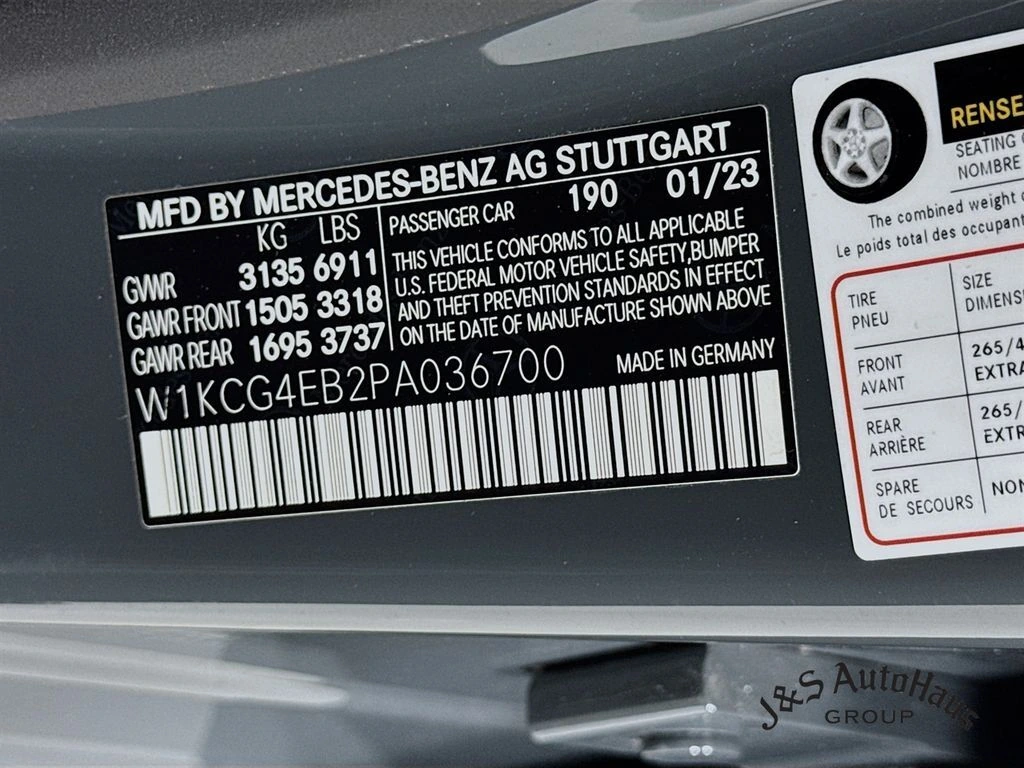 MFD BY MERCEDES-BENZ AG STUTTGART
KG LBS
GVWR 3135 6911
GAWR FRONT 1505 3318
GAWR REAR 1695 3737
PASSENGER CAR 190 01/23
THIS VEHICLE CONFORMS TO ALL APPLICABLE
U.S. FEDERAL MOTOR VEHICLE SAFETY,BUMPER
AND THEFT PREVENTION STANDARDS IN EFFECT
ON THE DATE OF MANUFACTURE SHOWN ABOVE
W1KCG4EB2PA036700
MADE IN GERMANY
RENSE
SEATING
NOMBRE
The combined weight
Le poids total des occupant
TIRE
PNEU
SIZE
DIMENS
FRONT
AVANT
265/4
EXTRA
REAR
ARRIÈRE
265/
EXTR
SPARE
DE SECOURS
NON
J&S AutoHaus
GROUP